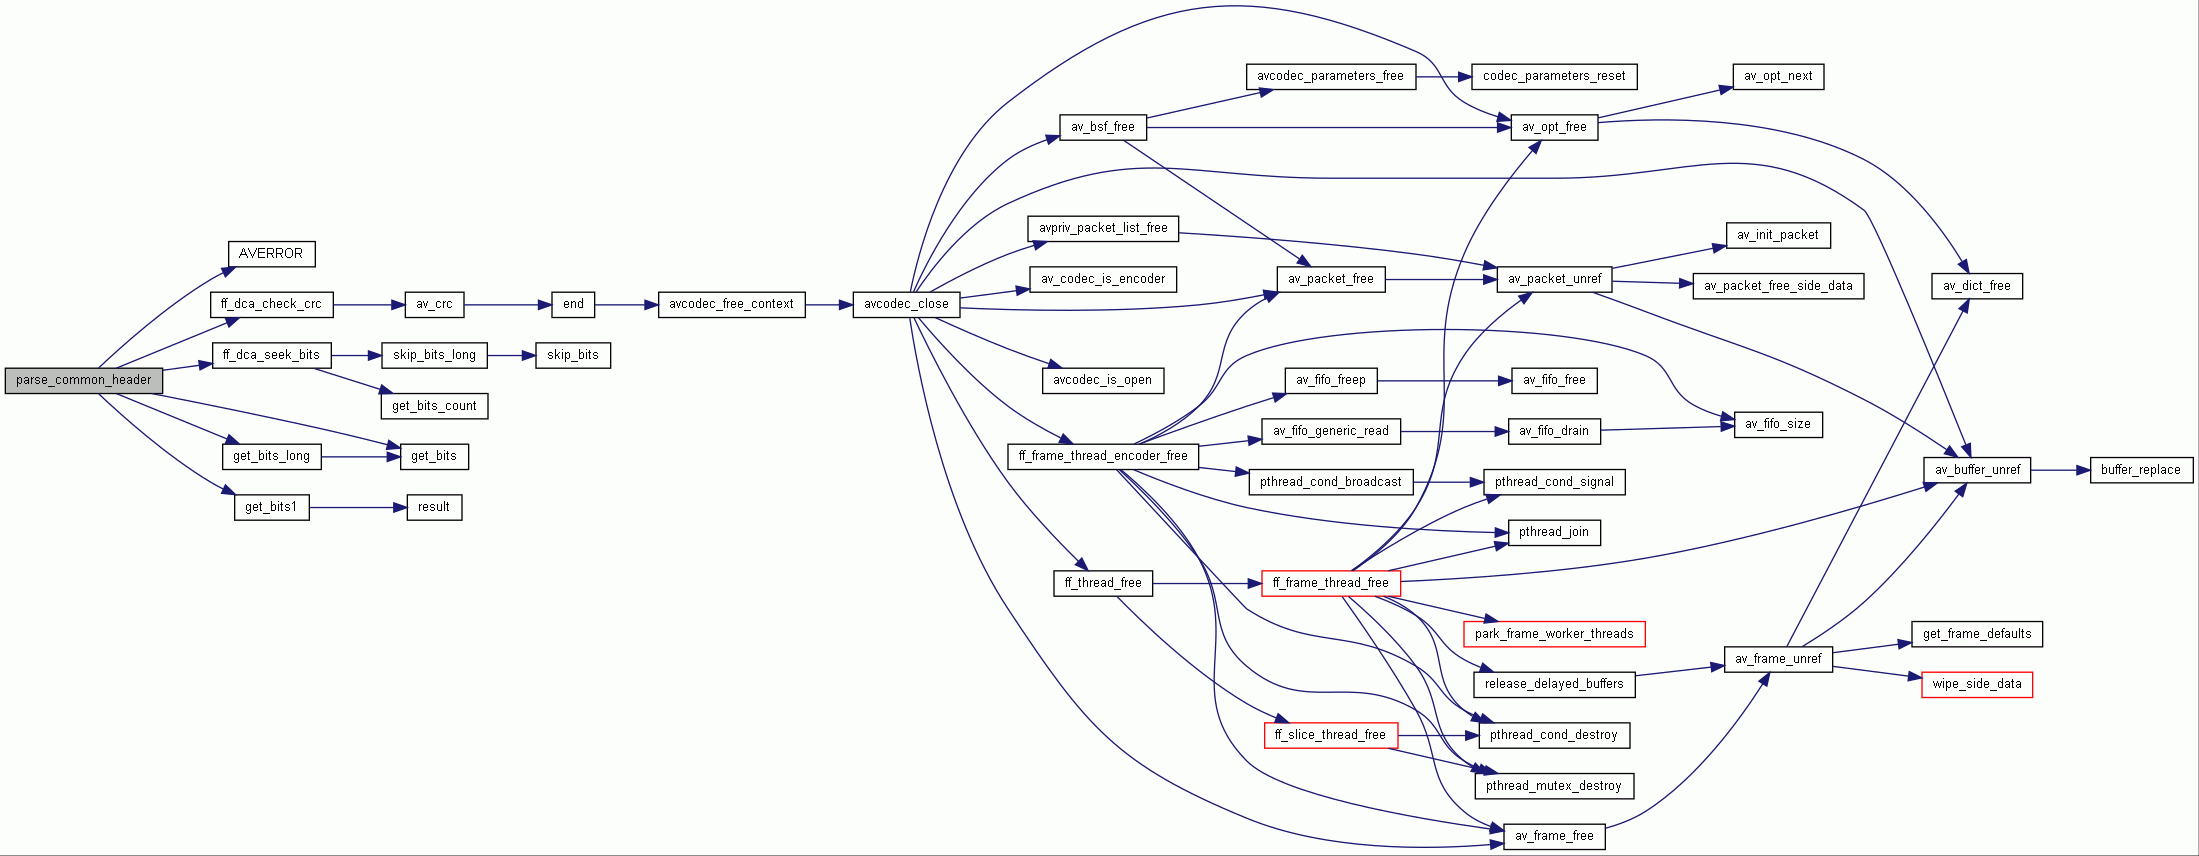 parse_common_header
AVERROR
ff_dca_check_crc
ff_dca_seek_bits
get_bits_long
get_bits1
av_crc
skip_bits_long
get_bits_count
get_bits
result
end
skip_bits
avcodec_free_context
avcodec_close
av_bsf_free
avpriv_packet_list_free
av_codec_is_encoder
avcodec_is_open
ff_frame_thread_encoder_free
ff_thread_free
avcodec_parameters_free
av_packet_free
av_fifo_freep
av_fifo_generic_read
pthread_cond_broadcast
ff_frame_thread_free
ff_slice_thread_free
codec_parameters_reset
av_opt_free
av_packet_unref
av_fifo_free
av_fifo_drain
pthread_cond_signal
pthread_join
park_frame_worker_threads
release_delayed_buffers
pthread_cond_destroy
pthread_mutex_destroy
av_frame_free
av_opt_next
av_init_packet
av_packet_free_side_data
av_fifo_size
av_frame_unref
av_dict_free
av_buffer_unref
get_frame_defaults
wipe_side_data
buffer_replace